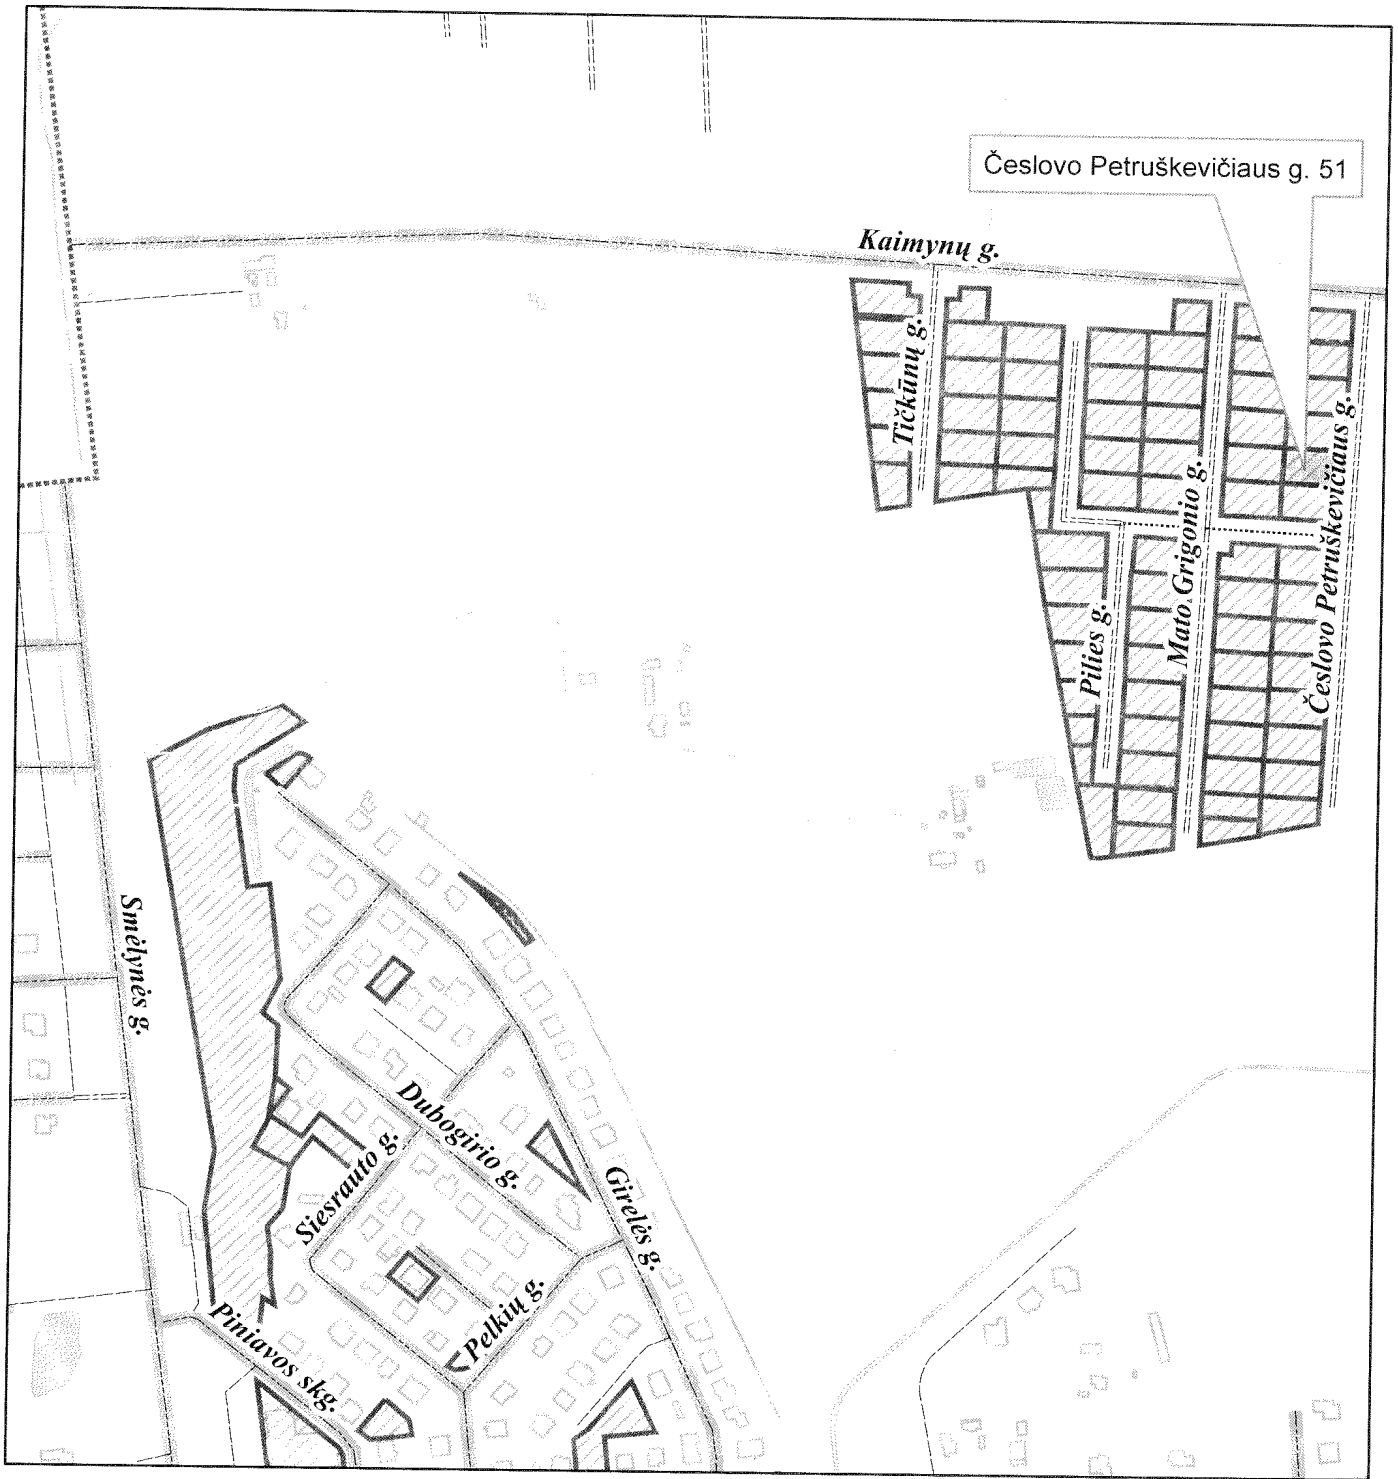 Česlovo Petruškevičiaus g. 51
Kaimynų g.
Tičkūnų g.
Mato Grigonio g.
Česlovo Petruškevičiaus g.
Pilies g.
Smėlynės g.
Dubogirio g.
Siesrauto g.
Girelės g.
Pelkių g.
Piniavos skg.